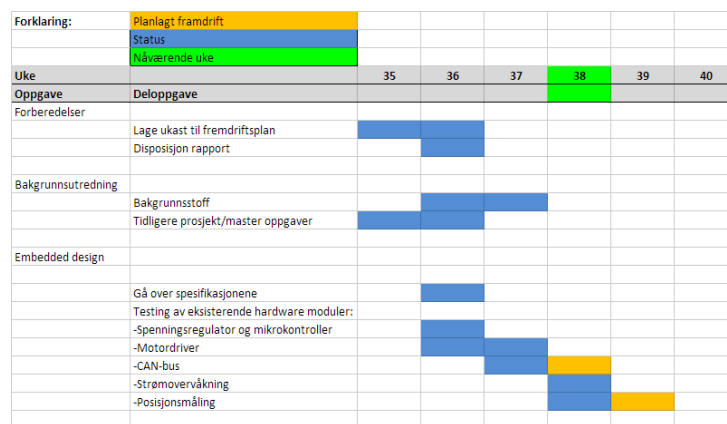 Forklaring: Planlagt framdrift
Status
Nåværende uke
Uke 35 36 37 38 39 40
Oppgave Deloppgave
Forberedelser
Lage ukast til fremdriftsplan
Disposisjon rapport
Bakgrunnsutredning
Bakgrunnsstoff
Tidligere prosjekt/master oppgaver
Embedded design
Gå over spesifikasjonene
Testing av eksisterende hardware moduler:
-Spenningsregulator og mikrokontroller
-Motordriver
-CAN-bus
-Strømovervåkning
-Posisjonsmåling